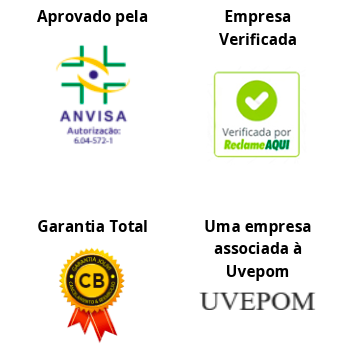 Aprovado pela
ANVISA
Autorização:
6.04-572-1
Empresa
Verificada
Verificada por
ReclameAQUI
Garantia Total
CB
Uma empresa
associada à
Uvepom
UVEPOM